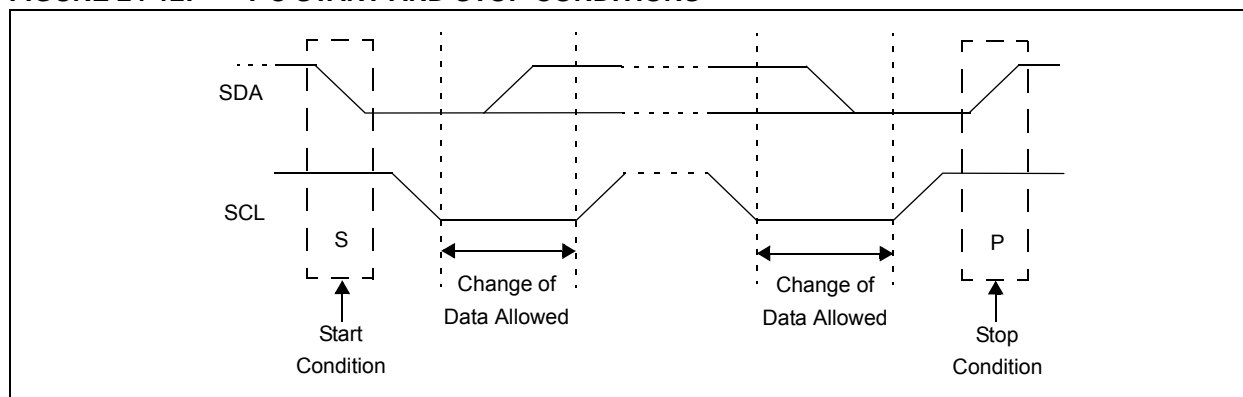 SDA
SCL
S
P
Change of
Data Allowed
Change of
Data Allowed
Start
Condition
Stop
Condition